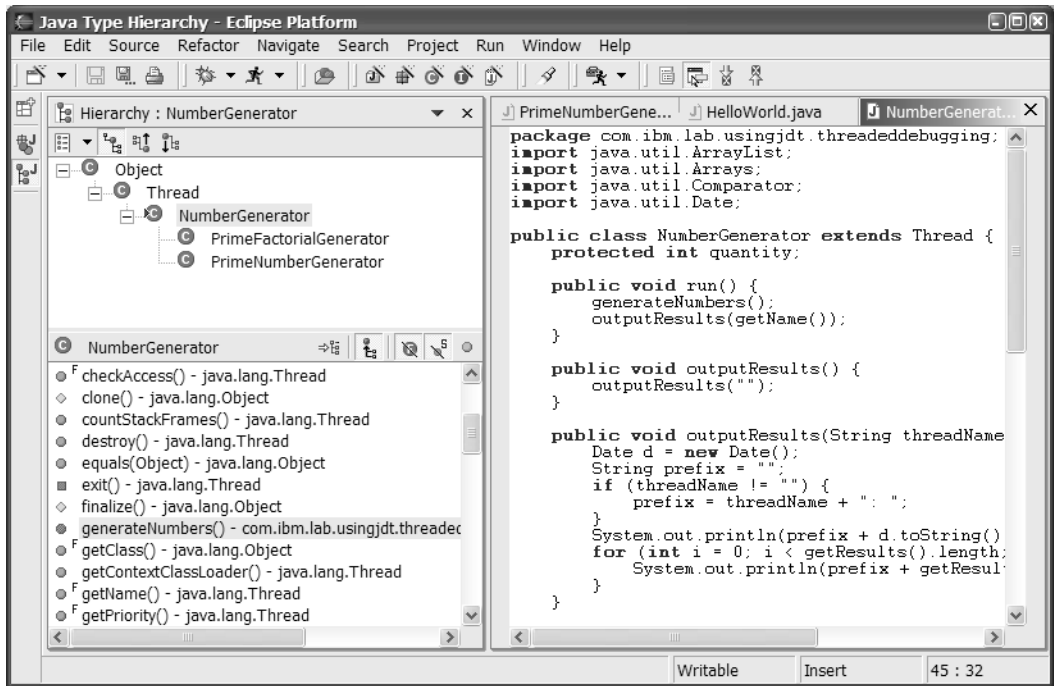 Java Type Hierarchy - Eclipse Platform
File Edit Source Refactor Navigate Search Project Run Window Help
Hierarchy : NumberGenerator
Object
Thread
NumberGenerator
PrimeFactorialGenerator
PrimeNumberGenerator
NumberGenerator
checkAccess() - java.lang.Thread
clone() - java.lang.Object
countStackFrames() - java.lang.Thread
destroy() - java.lang.Thread
equals(Object) - java.lang.Object
exit() - java.lang.Thread
finalize() - java.lang.Object
generateNumbers() - com.ibm.lab.usingjdt.threadec
getClass() - java.lang.Object
getContextClassLoader() - java.lang.Thread
getName() - java.lang.Thread
getPriority() - java.lang.Thread
PrimeNumberGene... HelloWorld.java NumberGenerat...
package com.ibm.lab.usingjdt.threadeddebugging;
import java.util.ArrayList;
import java.util.Arrays;
import java.util.Comparator;
import java.util.Date;
public class NumberGenerator extends Thread {
protected int quantity;
public void run() {
generateNumbers();
outputResults(getName());
}
public void outputResults() {
outputResults("");
}
public void outputResults(String threadName
Date d = new Date();
String prefix = "";
if (threadName != "") {
prefix = threadName + ": ";
}
System.out.println(prefix + d.toString()
for (int i = 0; i < getResults().length;
System.out.println(prefix + getResul
}
}
Writable Insert 45 : 32